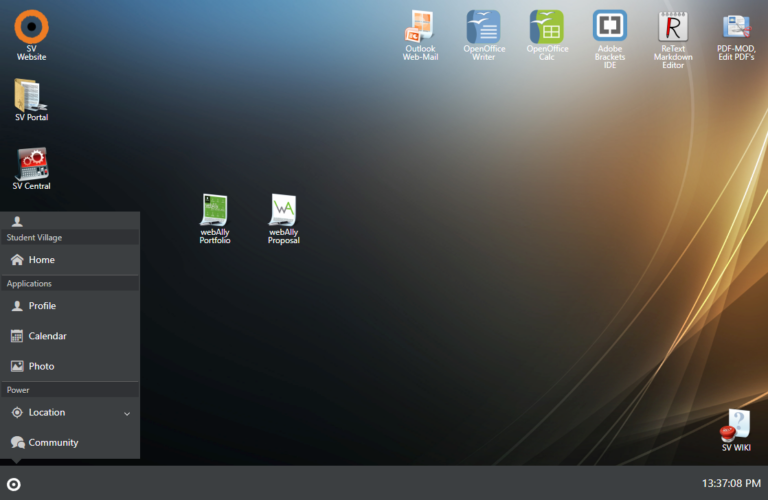 SV
Website
Outlook
Web-Mail
OpenOffice
Writer
OpenOffice
Calc
Adobe
Brackets
IDE
R
ReText
Markdown
Editor
PDF-MOD,
Edit PDF's
SV Portal
SV Central
webAlly
Portfolio
WA
webAlly
Proposal
Student Village
Home
Applications
Profile
Calendar
Photo
Power
Location
Community
?
SV WIKI
13:37:08 PM